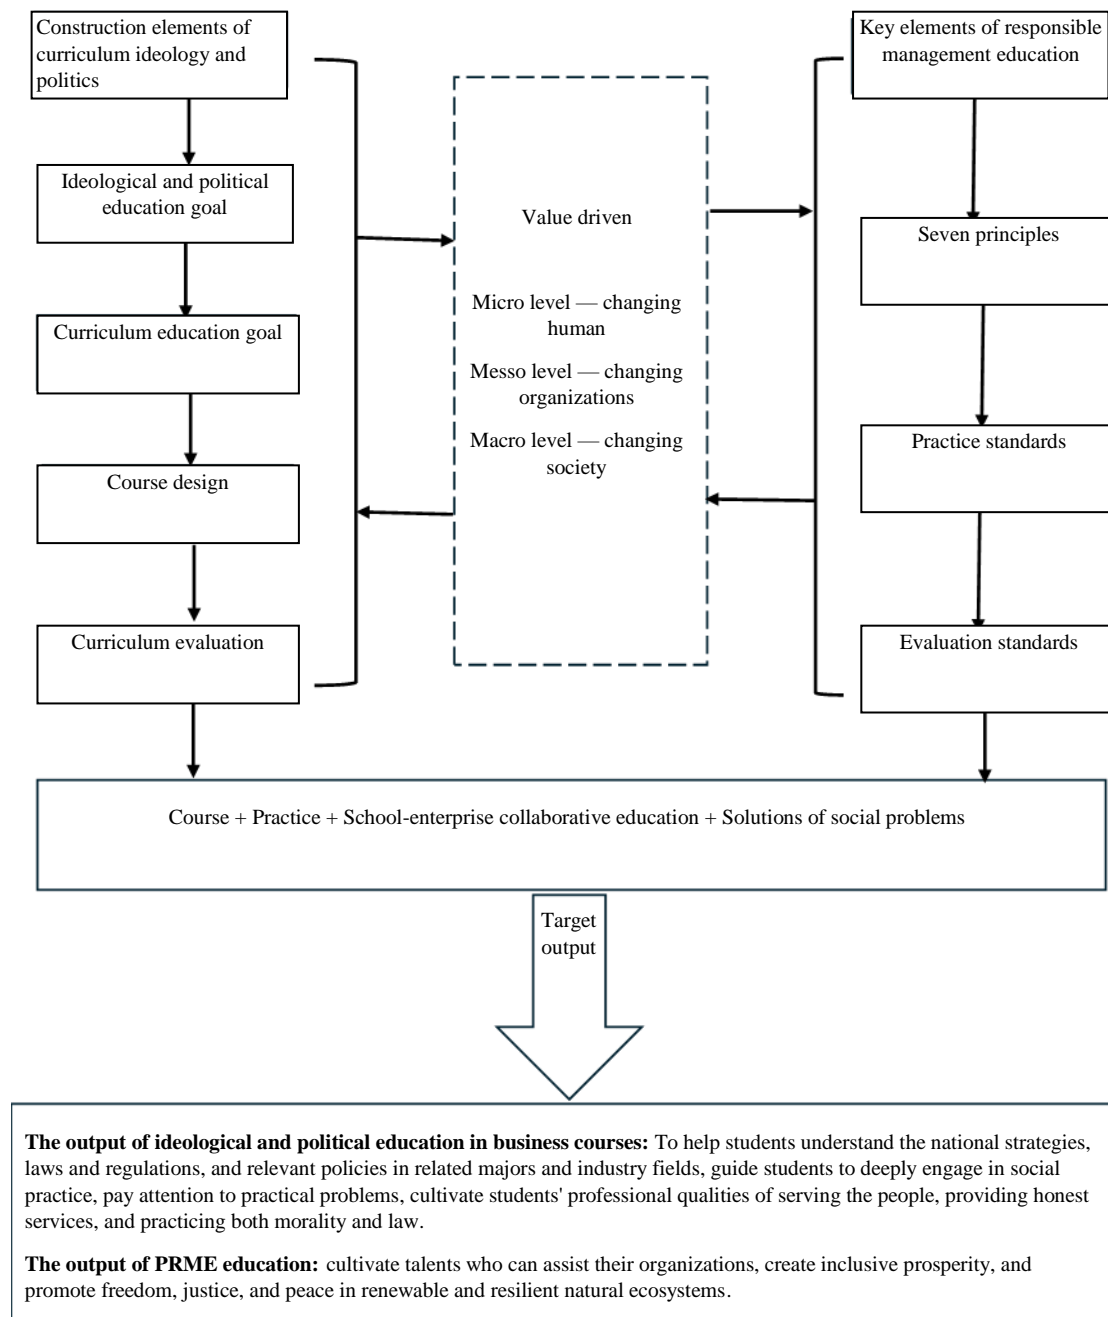 Construction elements of
curriculum ideology and
politics
Ideological and political
education goal
Curriculum education goal
Course design
Curriculum evaluation
Value driven
Micro level — changing
human
Messo level — changing
organizations
Macro level — changing
society
Key elements of responsible
management education
Seven principles
Practice standards
Evaluation standards
Course + Practice + School-enterprise collaborative education + Solutions of social problems
Target
output
The output of ideological and political education in business courses: To help students understand the national strategies,
laws and regulations, and relevant policies in related majors and industry fields, guide students to deeply engage in social
practice, pay attention to practical problems, cultivate students' professional qualities of serving the people, providing honest
services, and practicing both morality and law.
The output of PRME education: cultivate talents who can assist their organizations, create inclusive prosperity, and
promote freedom, justice, and peace in renewable and resilient natural ecosystems.